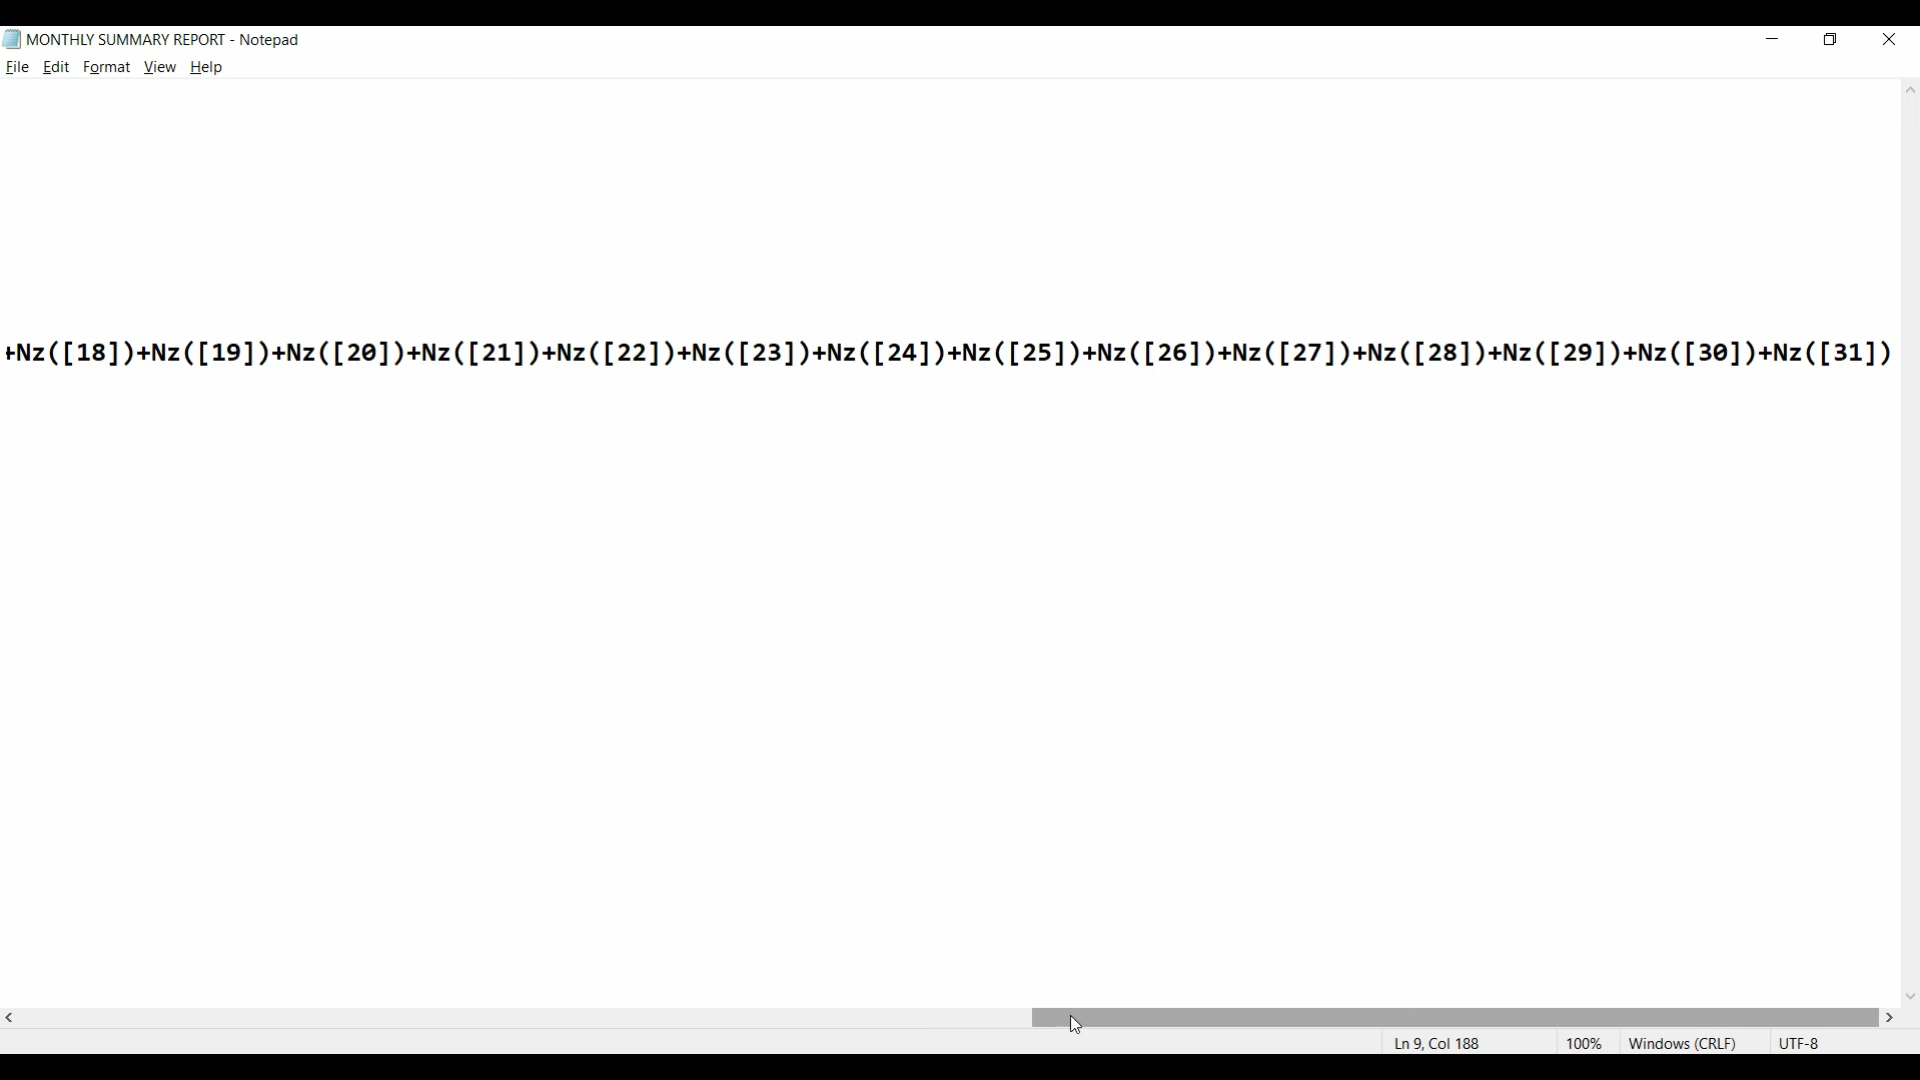 MONTHLY SUMMARY REPORT - Notepad
File Edit Format View Help
+Nz([18])+Nz([19])+Nz([20])+Nz([21])+Nz([22])+Nz([23])+Nz([24])+Nz([25])+Nz([26])+Nz([27])+Nz([28])+Nz([29])+Nz([30])+Nz([31])
Ln 9, Col 188 100% Windows (CRLF) UTF-8